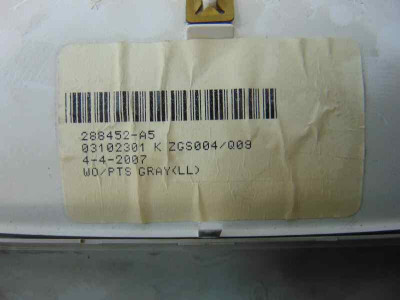 288452-A5
03102301 K ZGS004/Q09
4-4-2007
WO/PTS GRAY(LL)